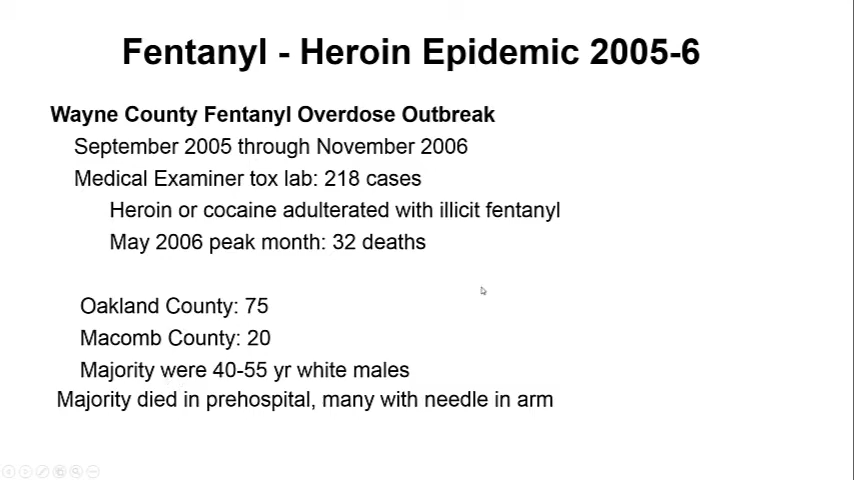 Fentanyl - Heroin Epidemic 2005-6
Wayne County Fentanyl Overdose Outbreak
September 2005 through November 2006
Medical Examiner tox lab: 218 cases
Heroin or cocaine adulterated with illicit fentanyl
May 2006 peak month: 32 deaths
Oakland County: 75
Macomb County: 20
Majority were 40-55 yr white males
Majority died in prehospital, many with needle in arm